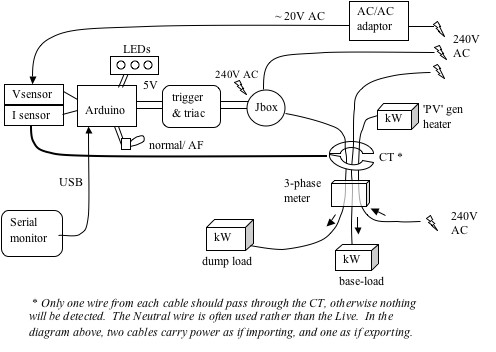 ~ 20V AC
AC/AC
adaptor
240V
AC
LEDs
5V
240V AC
Vsensor
I sensor
Arduino
trigger
& triac
Jbox
kW
'PV' gen
heater
normal/ AF
CT *
USB
3-phase
meter
Serial
monitor
kW
dump load
kW
base-load
240V
AC
* Only one wire from each cable should pass through the CT, otherwise nothing
will be detected.  The Neutral wire is often used rather than the Live.  In the
diagram above, two cables carry power as if importing, and one as if exporting.